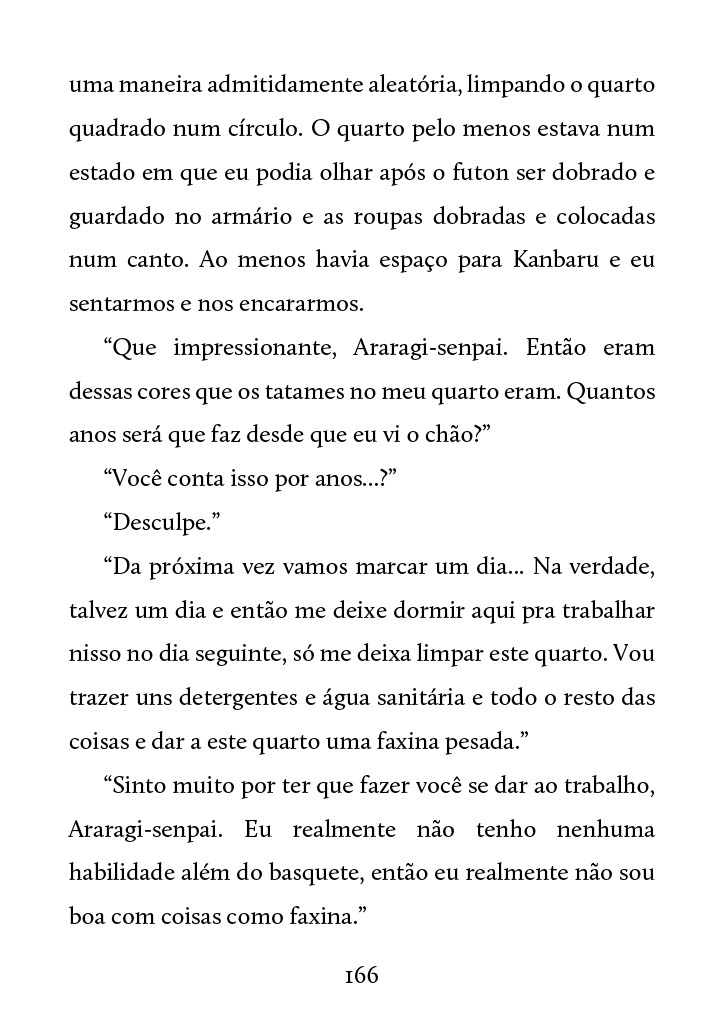 uma maneira admitidamente aleatória, limpando o quarto
quadrado num círculo. O quarto pelo menos estava num
estado em que eu podia olhar após o futon ser dobrado e
guardado no armário e as roupas dobradas e colocadas
num canto. Ao menos havia espaço para Kanbaru e eu
sentarmos e nos encararmos.
“Que impressionante, Araragi-senpai. Então eram
dessas cores que os tatames no meu quarto eram. Quantos
anos será que faz desde que eu vi o chão?”
“Você conta isso por anos...?”
“Desculpe.”
“Da próxima vez vamos marcar um dia... Na verdade,
talvez um dia e então me deixe dormir aqui pra trabalhar
nisso no dia seguinte, só me deixa limpar este quarto. Vou
trazer uns detergentes e água sanitária e todo o resto das
coisas e dar a este quarto uma faxina pesada.”
“Sinto muito por ter que fazer você se dar ao trabalho,
Araragi-senpai. Eu realmente não tenho nenhuma
habilidade além do basquete, então eu realmente não sou
boa com coisas como faxina.”
166